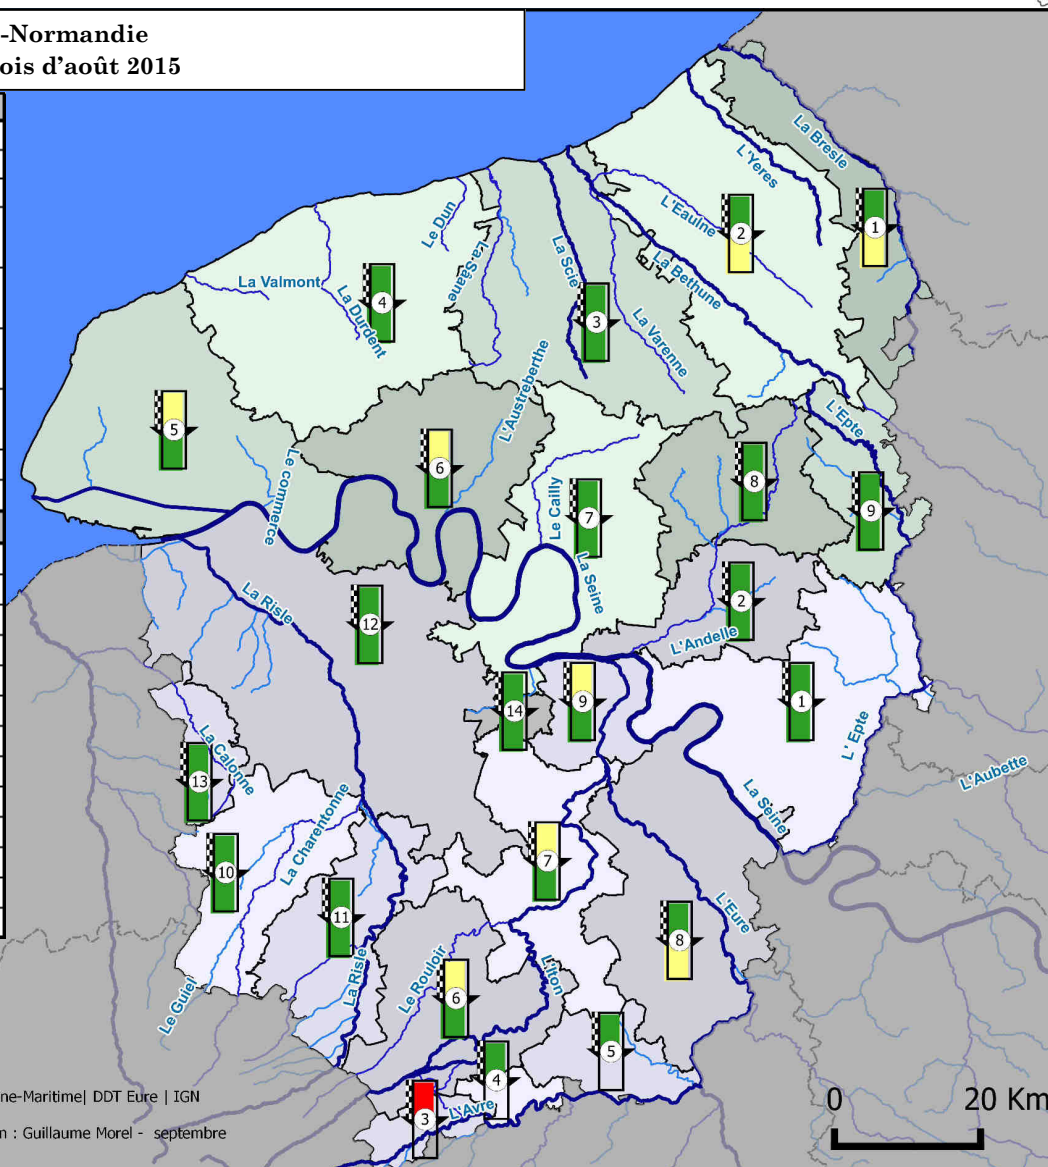 -Normandie
ois d'août 2015
La Bresle
L'Yeres
L'Eaulne
1
2
Le Dun
La Saane
La Scie
La Bethune
La Valmont
La Durdent
4
3
La Varenne
L'Austreberthe
L'Epte
5
6
Le commerce
Le Cailly
7
8
9
La Seine
La Risle
12
2
L'Andelle
14
9
1
L' Epte
La Calonne
13
La Seine
L'Aubette
La Charentonne
10
7
11
L'Eure
8
Le Guiel
La Risle
Le Rouloir
6
L'Iton
5
4
3
L'Avre
ne-Maritime| DDT Eure | IGN
n : Guillaume Morel - septembre
0 20 Km